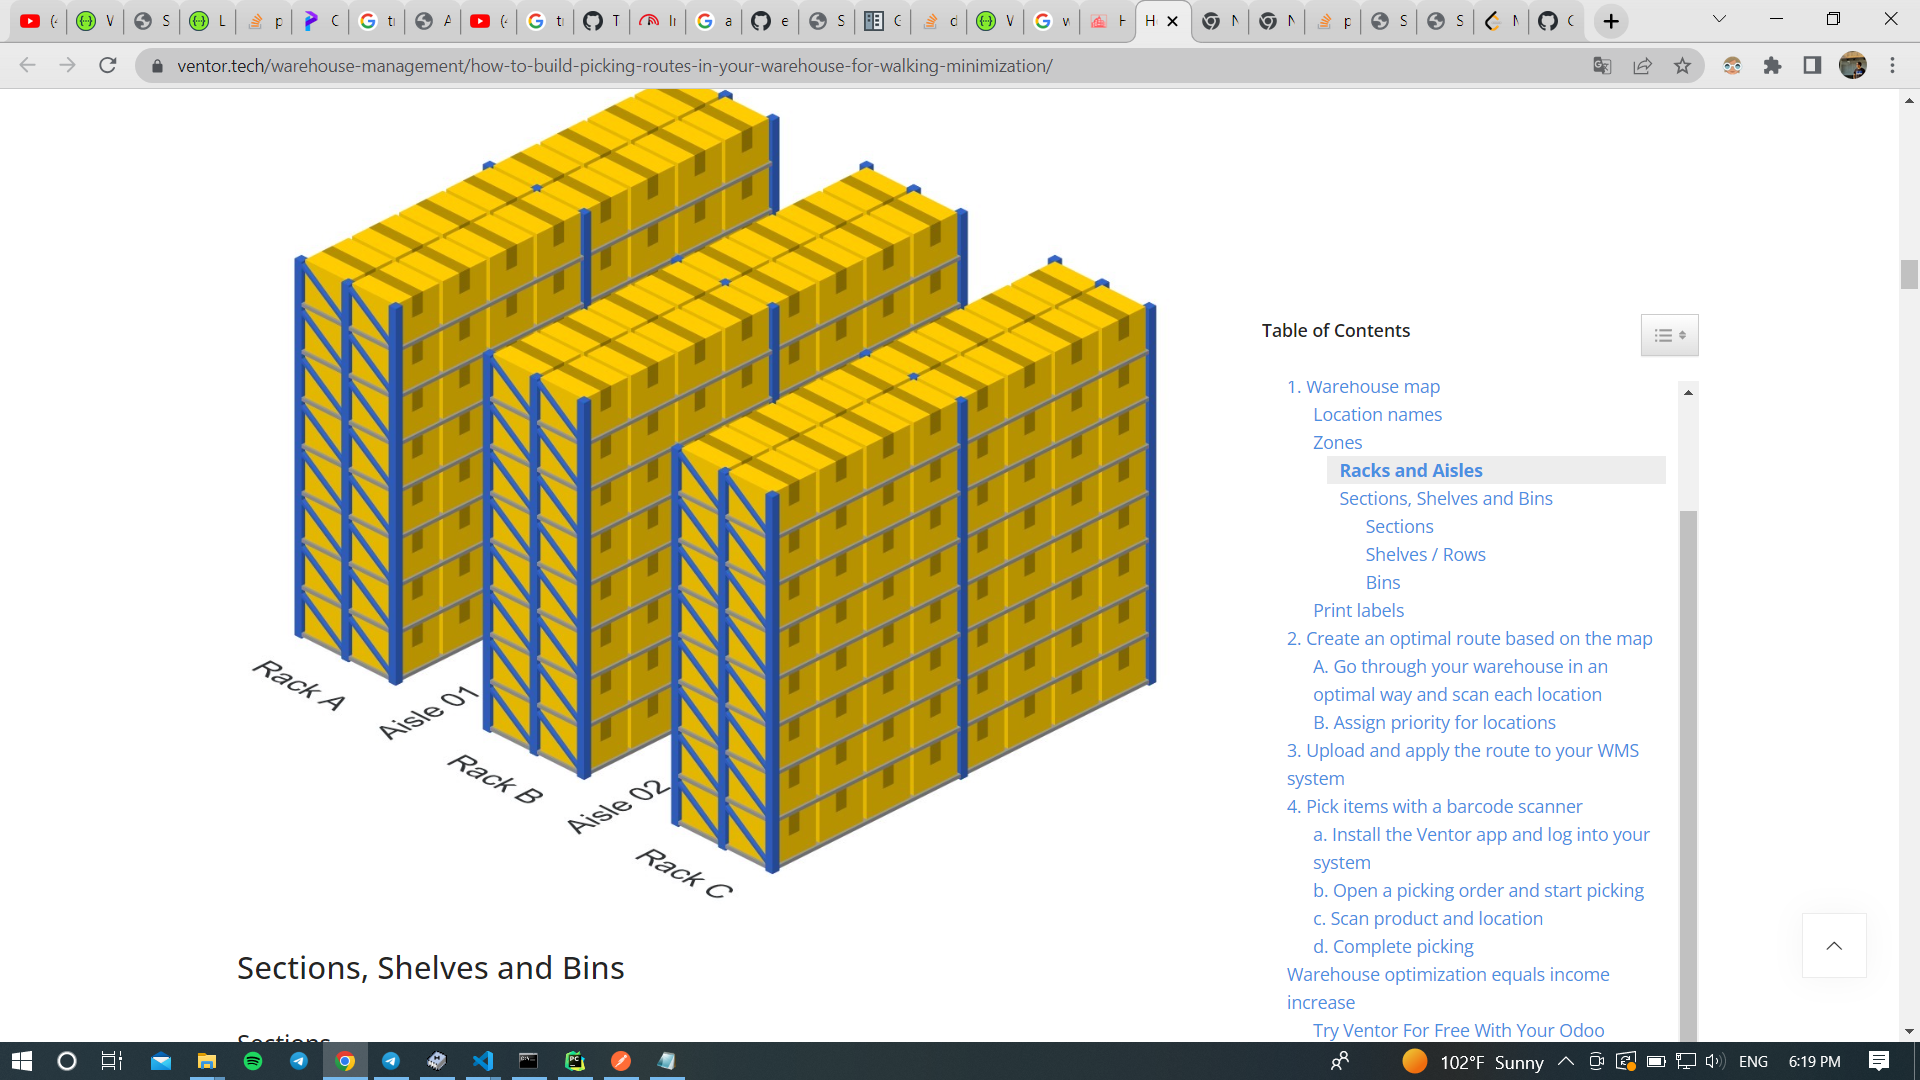 ventor.tech/warehouse-management/how-to-build-picking-routes-in-your-warehouse-for-walking-minimization/
Rack A
Aisle 01
Rack B
Aisle 02
Rack C
Sections, Shelves and Bins
Sections
Table of Contents
1. Warehouse map
Location names
Zones
Racks and Aisles
Sections, Shelves and Bins
Sections
Shelves / Rows
Bins
Print labels
2. Create an optimal route based on the map
A. Go through your warehouse in an
optimal way and scan each location
B. Assign priority for locations
3. Upload and apply the route to your WMS
system
4. Pick items with a barcode scanner
a. Install the Ventor app and log into your
system
b. Open a picking order and start picking
c. Scan product and location
d. Complete picking
Warehouse optimization equals income
increase
Try Ventor For Free With Your Odoo
102°F Sunny
ENG
6:19 PM